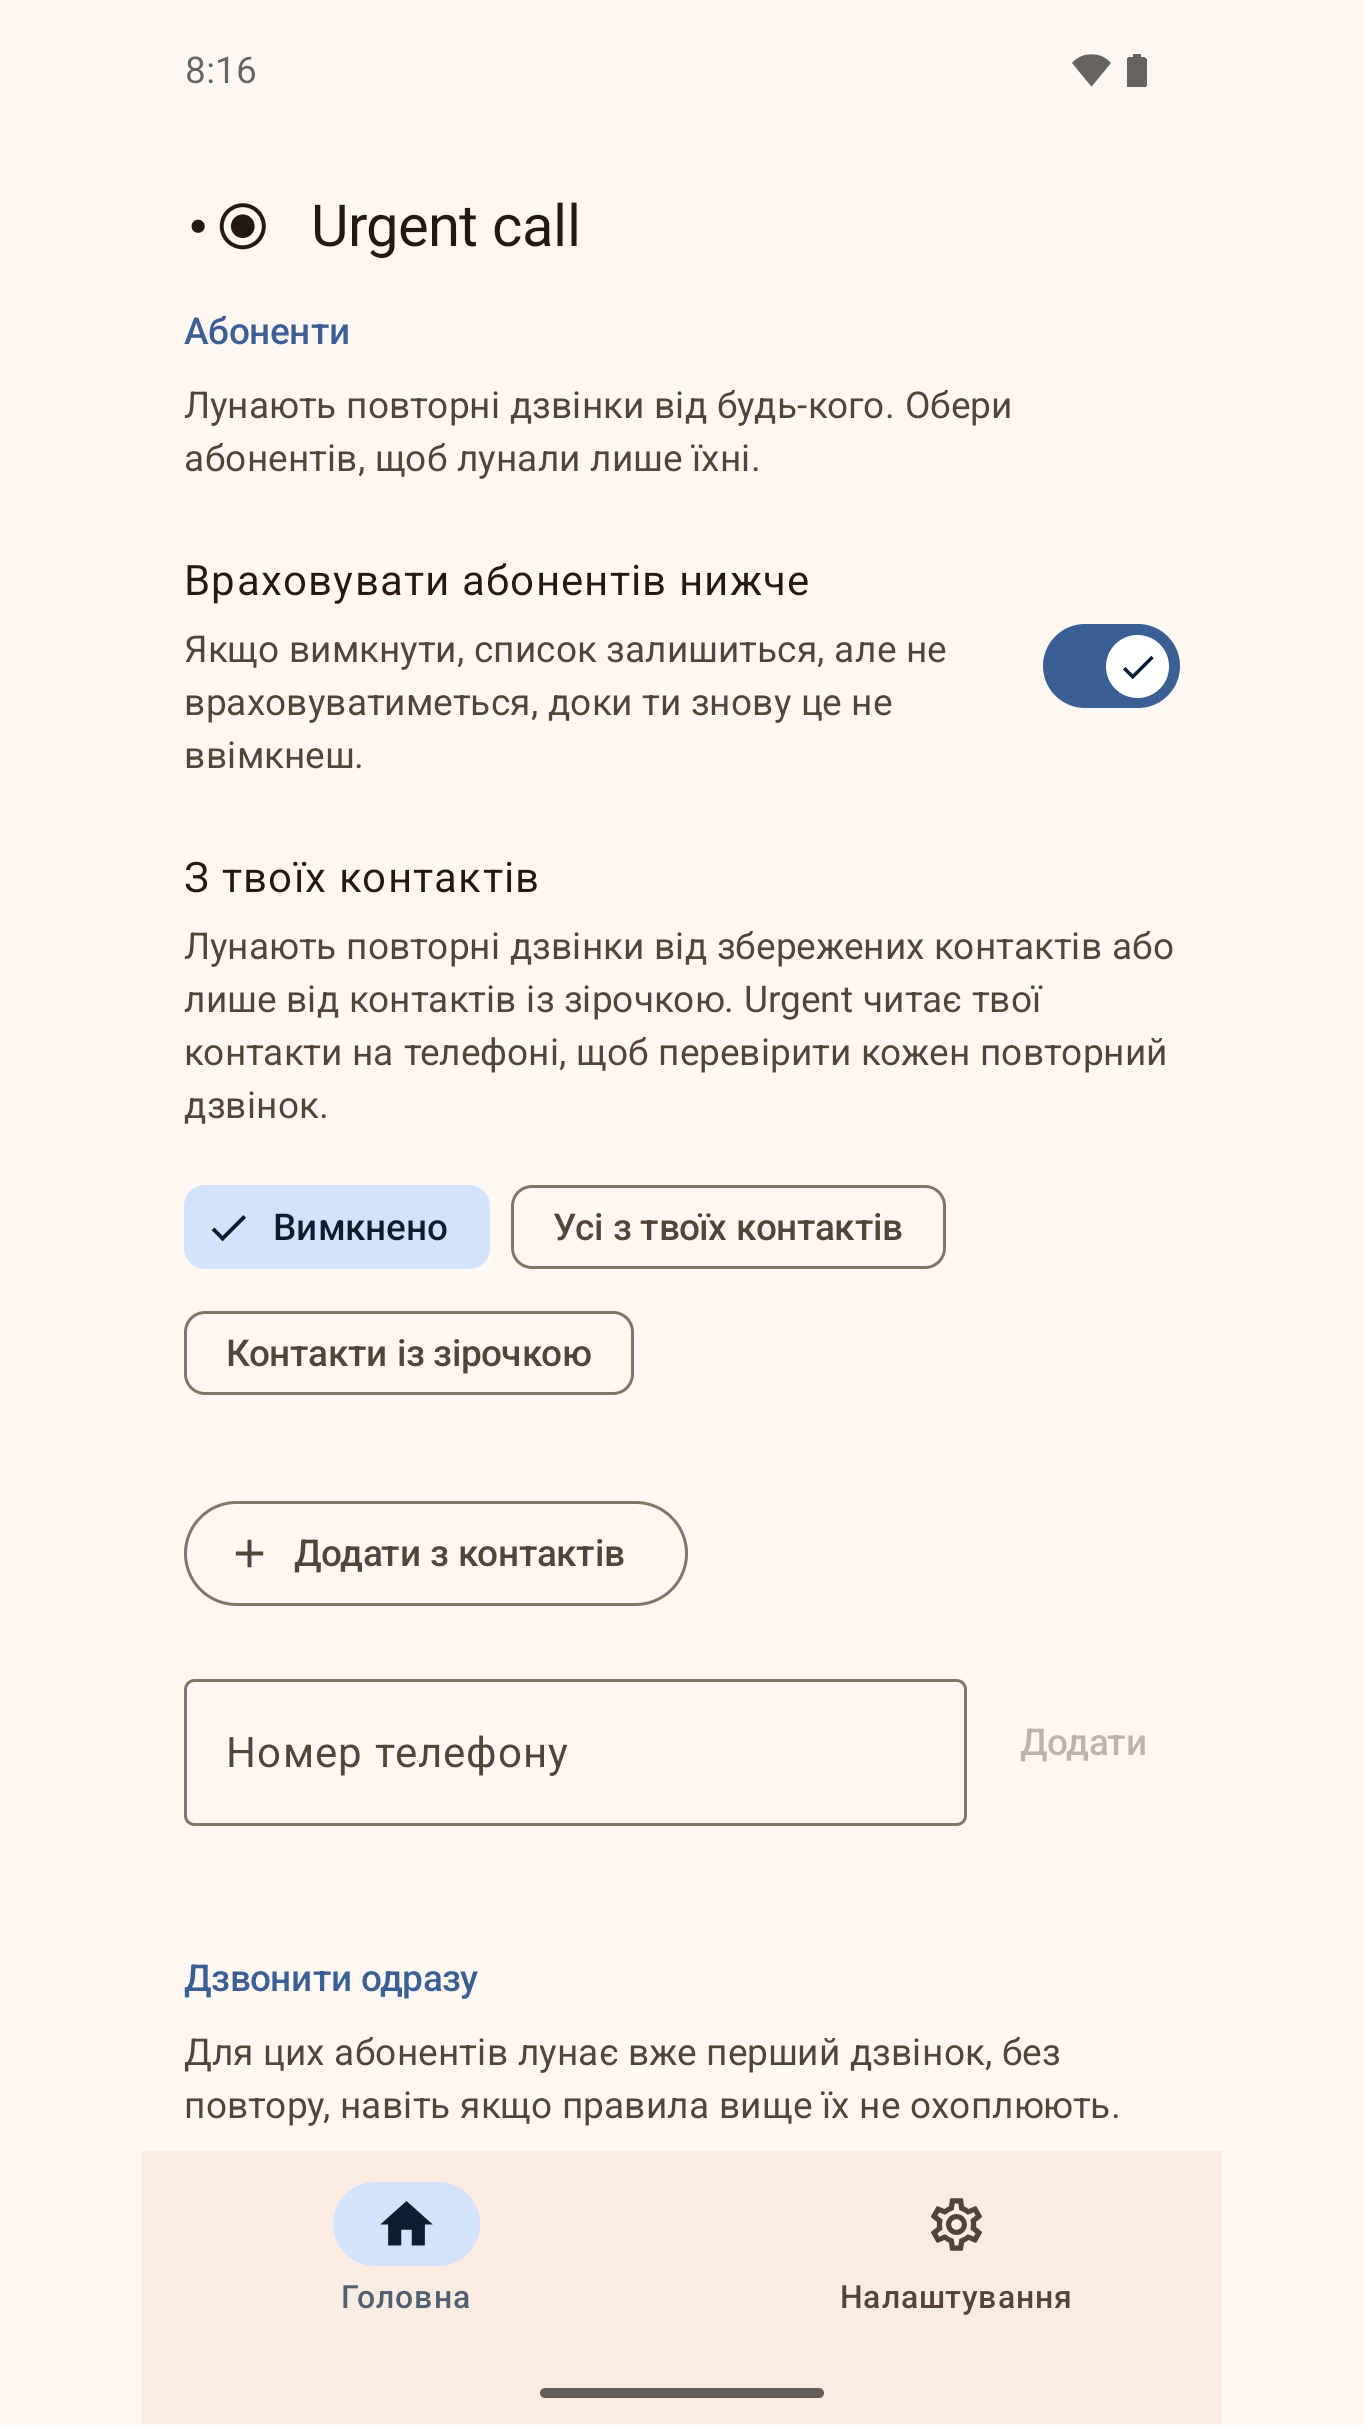 8:16
Urgent call
Абоненти
Лунають повторні дзвінки від будь-кого. Обери
абонентів, щоб лунали лише їхні.
Враховувати абонентів нижче
Якщо вимкнути, список залишиться, але не
враховуватиметься, доки ти знову це не
ввімкнеш.
З твоїх контактів
Лунають повторні дзвінки від збережених контактів або
лише від контактів із зірочкою. Urgent читає твої
контакти на телефоні, щоб перевірити кожен повторний
дзвінок.
Вимкнено
Усі з твоїх контактів
Контакти із зірочкою
Додати з контактів
Номер телефону
Додати
Дзвонити одразу
Для цих абонентів лунає вже перший дзвінок, без
повтору, навіть якщо правила вище їх не охоплюють.
Головна
Налаштування